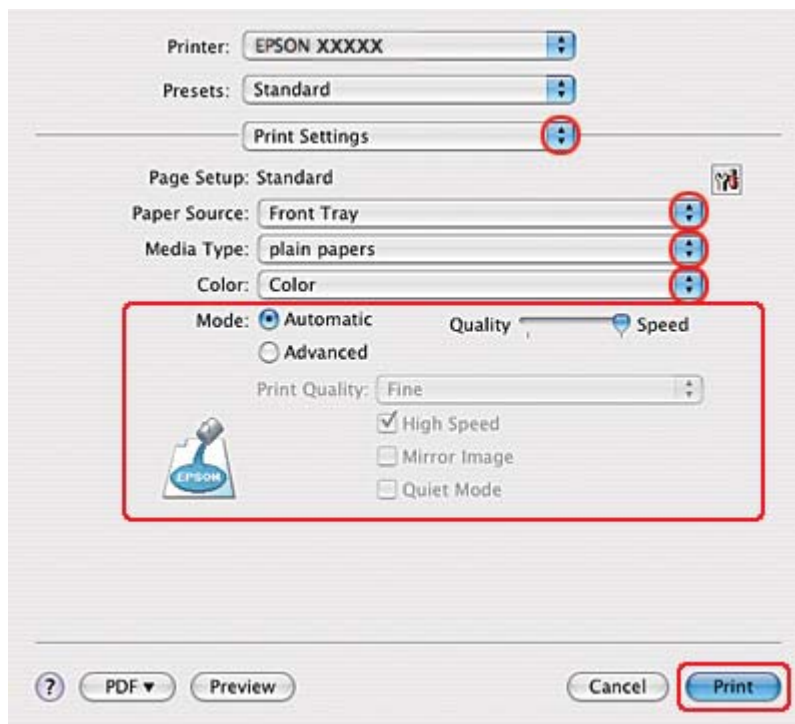 Printer: EPSON XXXXX
Presets: Standard
Print Settings
Page Setup: Standard
Paper Source: Front Tray
Media Type: plain papers
Color: Color
Mode: Automatic Quality Speed
Advanced
Print Quality: Fine
High Speed
Mirror Image
Quiet Mode
EPSON
? PDF Preview Cancel Print